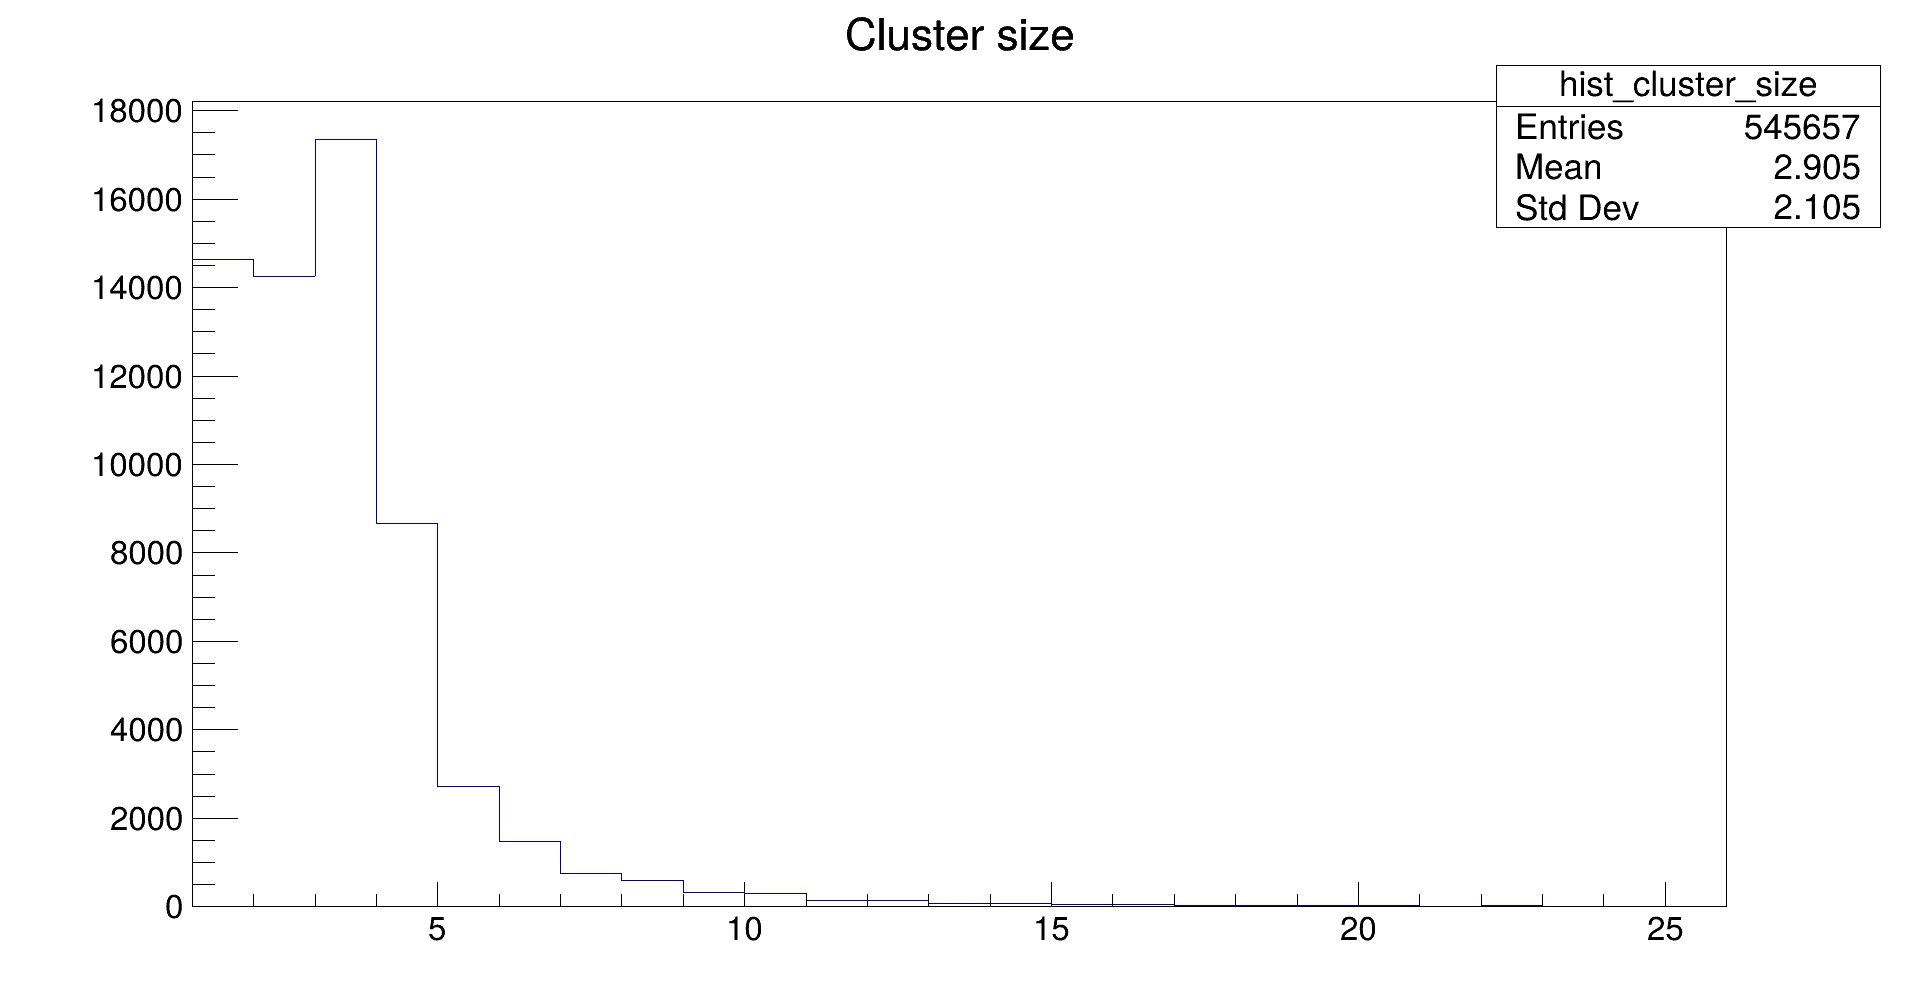 Cluster size
hist_cluster_size
Entries 545657
Mean 2.905
Std Dev 2.105
18000
16000
14000
12000
10000
8000
6000
4000
2000
0
5 10 15 20 25